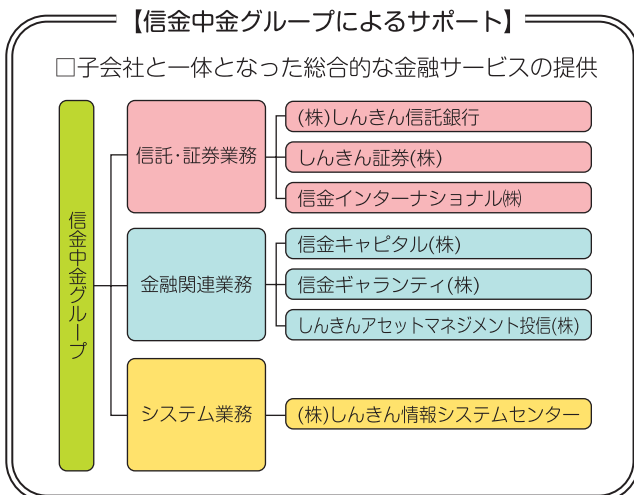 【信金中金グループによるサポート】
□子会社と一体となった総合的な金融サービスの提供
信金中金グループ
信託・証券業務
(株)しんきん信託銀行
しんきん証券(株)
信金インターナショナル㈱
金融関連業務
信金キャピタル(株)
信金ギャランティ(株)
しんきんアセットマネジメント投信(株)
システム業務
(株)しんきん情報システムセンター